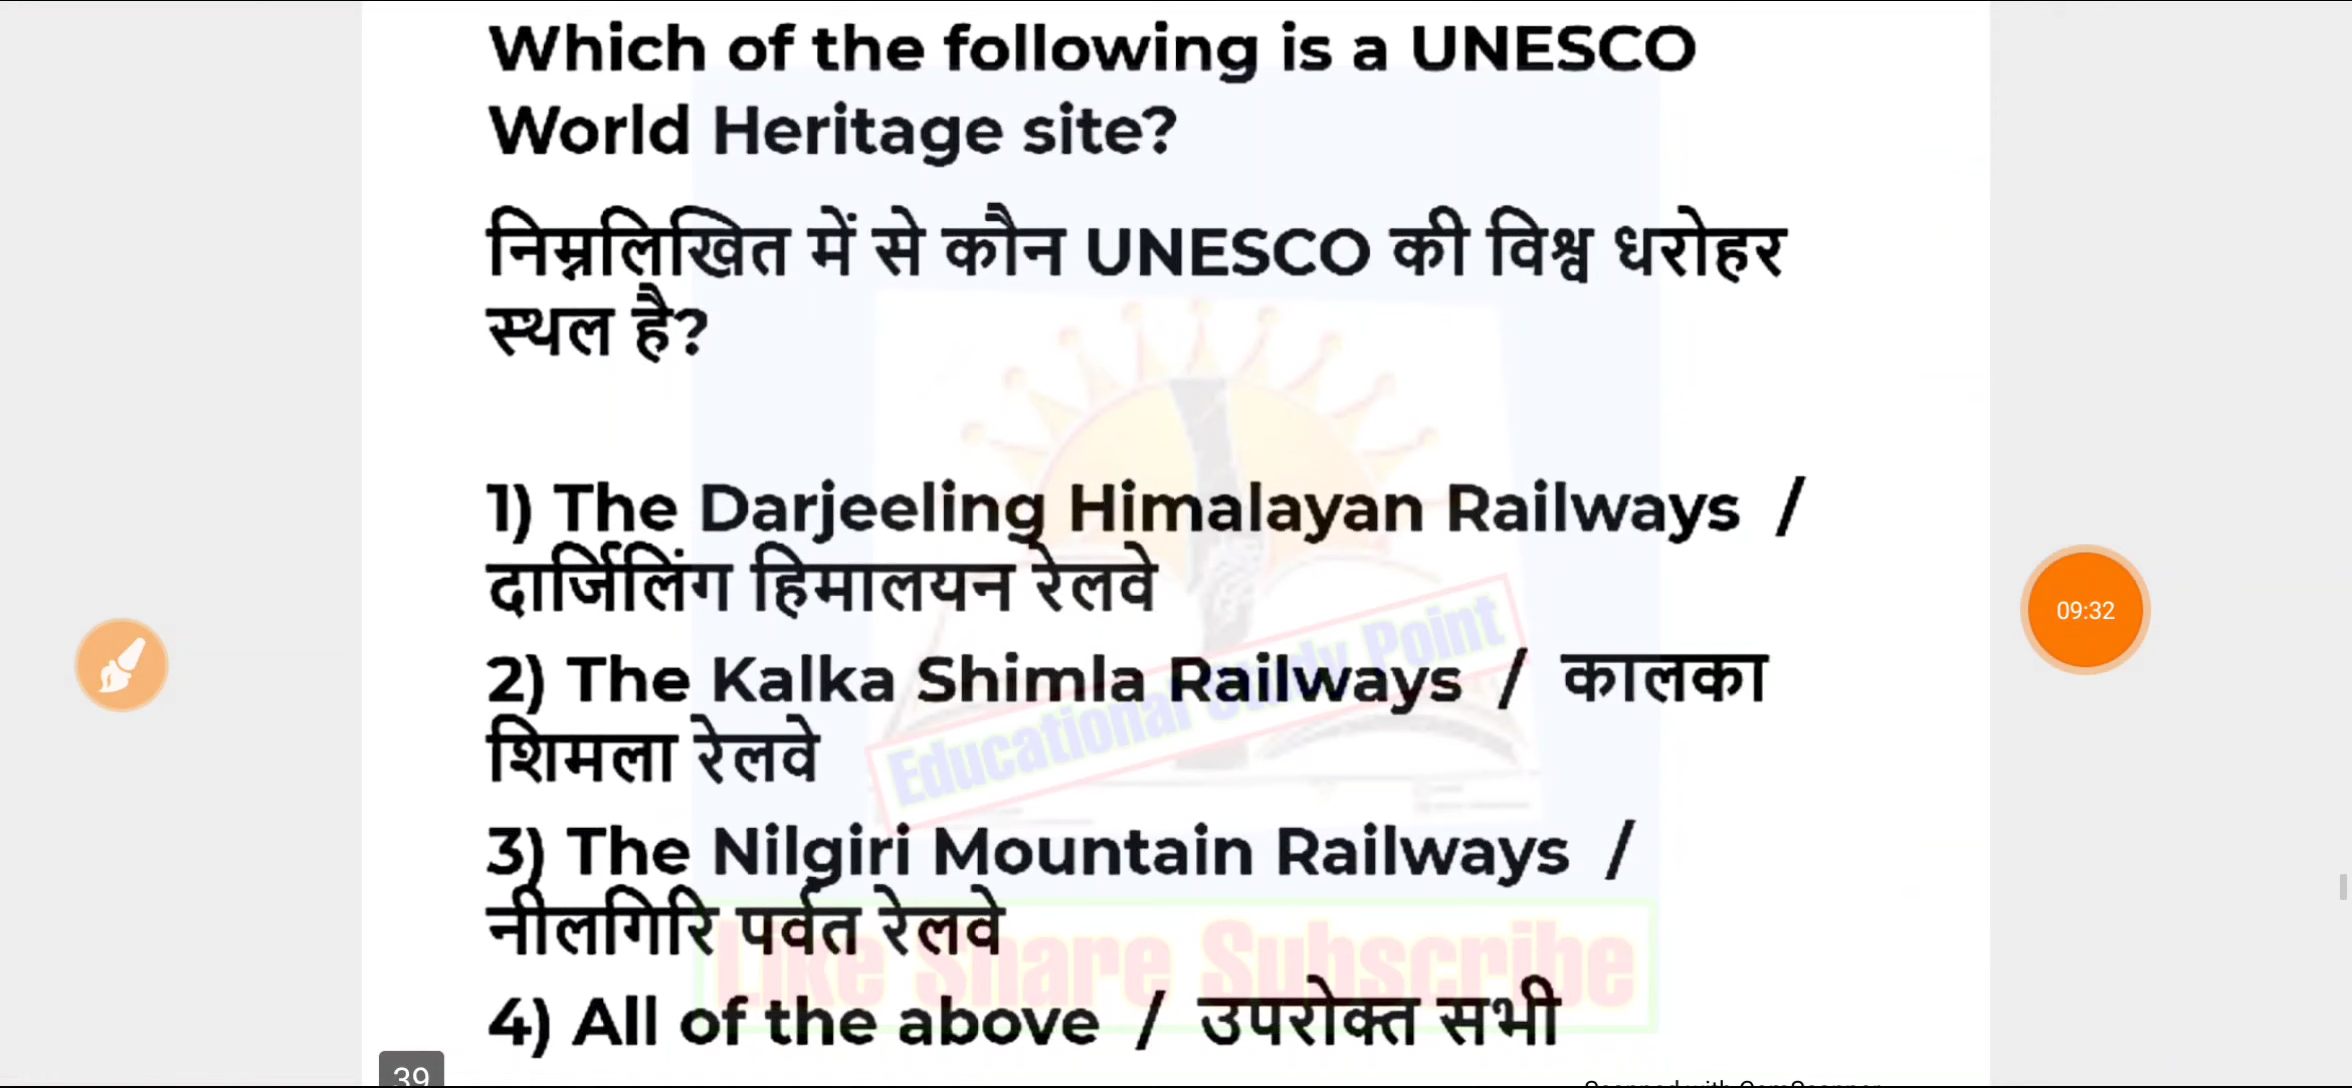 Which of the following is a UNESCO
World Heritage site?
निम्नलिखित में से कौन UNESCO की विश्व धरोहर
स्थल है?
1) The Darjeeling Himalayan Railways /
दार्जिलिंग हिमालयन रेलवे
2) The Kalka Shimla Railways / कालका
शिमला रेलवे
Educational Study Point
09:32
3) The Nilgiri Mountain Railways /
नीलगिरि पर्वत रेलवे
Like Share Subscribe
4) All of the above / उपरोक्त सभी
39